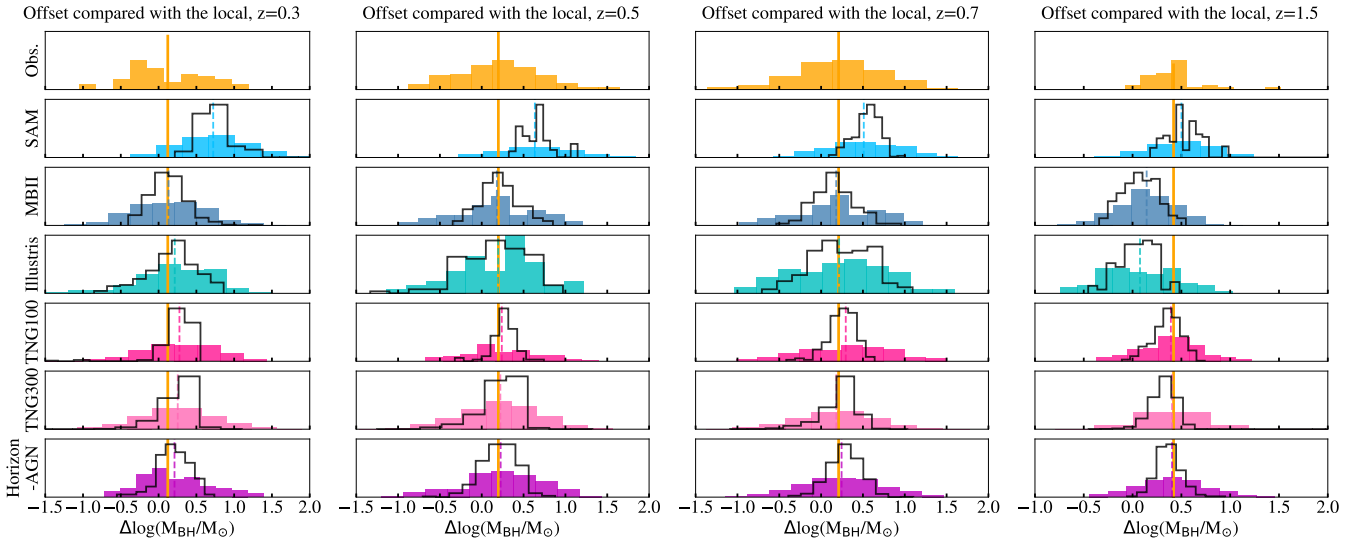 Offset compared with the local, z=0.3 Offset compared with the local, z=0.5 Offset compared with the local, z=0.7 Offset compared with the local, z=1.5
Obs.
SAM
MBII
Illustris
TNG100
TNG300
Horizon
-AGN
−1.5 −1.0 −0.5 0.0 0.5 1.0 1.5 2.0 −1.0 −0.5 0.0 0.5 1.0 1.5 2.0 −1.5 −1.0 −0.5 0.0 0.5 1.0 1.5 2.0 −1.0 −0.5 0.0 0.5 1.0 1.5 2.0
Δlog(M_BH/M_⊙) Δlog(M_BH/M_⊙) Δlog(M_BH/M_⊙) Δlog(M_BH/M_⊙)